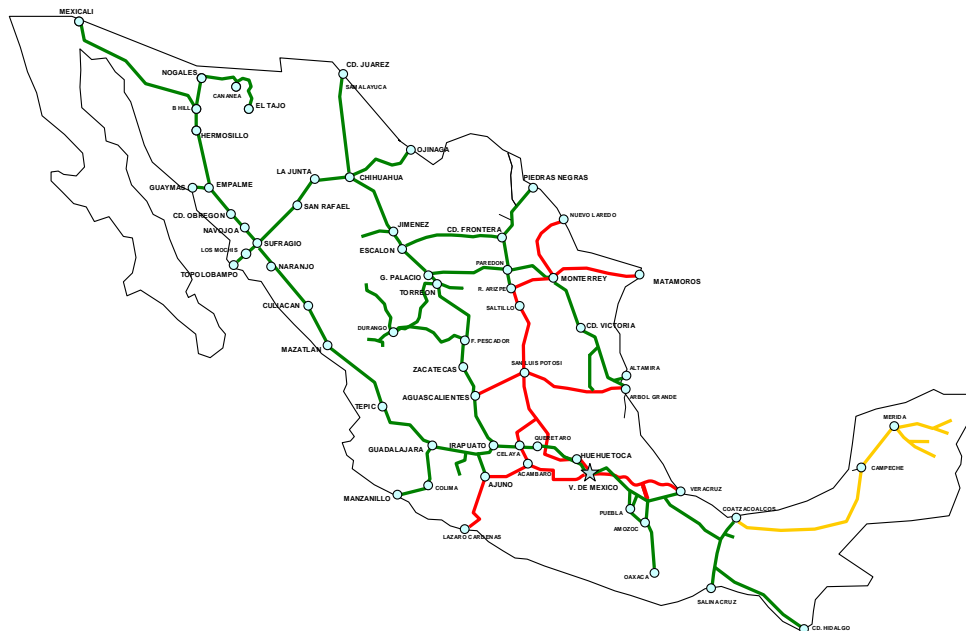 MEXICALI
CD. JUAREZ
NOGALES
SAMALAYUCA
CANANEA
B HILL
EL TAJO
HERMOSILLO
OJINAGA
LA JUNTA
CHIHUAHUA
PIEDRAS NEGRAS
GUAYMAS
EMPALME
SAN RAFAEL
CD. OBREGON
NUEVO LAREDO
JIMENEZ
NAVOJOA
CD. FRONTERA
SUFRAGIO
LOS MOCHIS
ESCALON
PAREDON
TOPOLOBAMPO
NARANJO
G. PALACIO
MONTERREY
MATAMOROS
TORREON
R. ARIZPE
CULIACAN
SALTILLO
DURANGO
CD. VICTORIA
F. PESCADOR
MAZATLAN
SAN LUIS POTOSI
ZACATECAS
ALTAMIRA
AGUASCALIENTES
ARBOL GRANDE
TEPIC
MERIDA
QUERETARO
GUADALAJARA
IRAPUATO
CELAYA
HUEHUETOCA
CAMPECHE
ACAMBARO
AJUNO
V. DE MEXICO
VERACRUZ
COLIMA
MANZANILLO
COATZACOALCOS
PUEBLA
AMOZOC
LAZARO CARDENAS
OAXACA
SALINA CRUZ
CD. HIDALGO